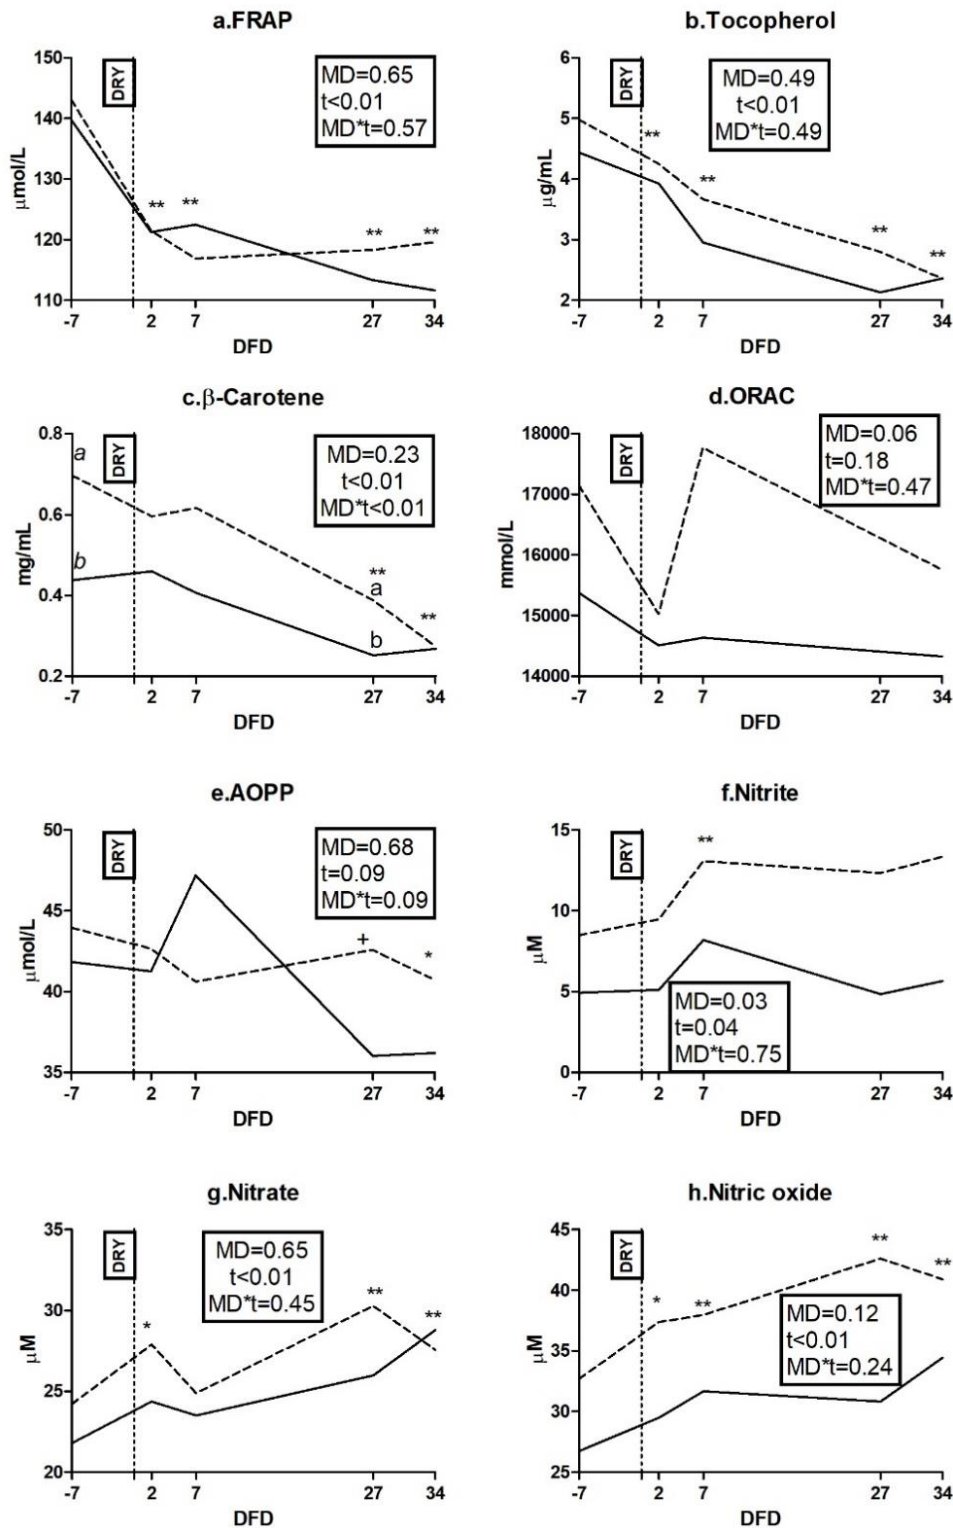 a.FRAP
150
140
130
120
110
μmol/L
DRY
MD=0.65
t<0.01
MD*t=0.57
**
**
**
**
-7
2
7
27
34
DFD
b.Tocopherol
6
5
4
3
2
μg/mL
DRY
MD=0.49
t<0.01
MD*t=0.49
**
**
**
**
-7
2
7
27
34
DFD
c.β-Carotene
0.8
0.6
0.4
0.2
mg/mL
DRY
MD=0.23
t<0.01
MD*t<0.01
a
b
**
a
b
**
-7
2
7
27
34
DFD
d.ORAC
18000
17000
16000
15000
14000
mmol/L
DRY
MD=0.06
t=0.18
MD*t=0.47
-7
2
7
27
34
DFD
e.AOPP
50
45
40
35
μmol/L
DRY
MD=0.68
t=0.09
MD*t=0.09
+
*
-7
2
7
27
34
DFD
f.Nitrite
15
10
5
0
μM
DRY
**
MD=0.03
t=0.04
MD*t=0.75
-7
2
7
27
34
DFD
g.Nitrate
35
30
25
20
μM
DRY
MD=0.65
t<0.01
MD*t=0.45
*
**
**
-7
2
7
27
34
DFD
h.Nitric oxide
45
40
35
30
25
μM
DRY
*
**
**
**
MD=0.12
t<0.01
MD*t=0.24
-7
2
7
27
34
DFD